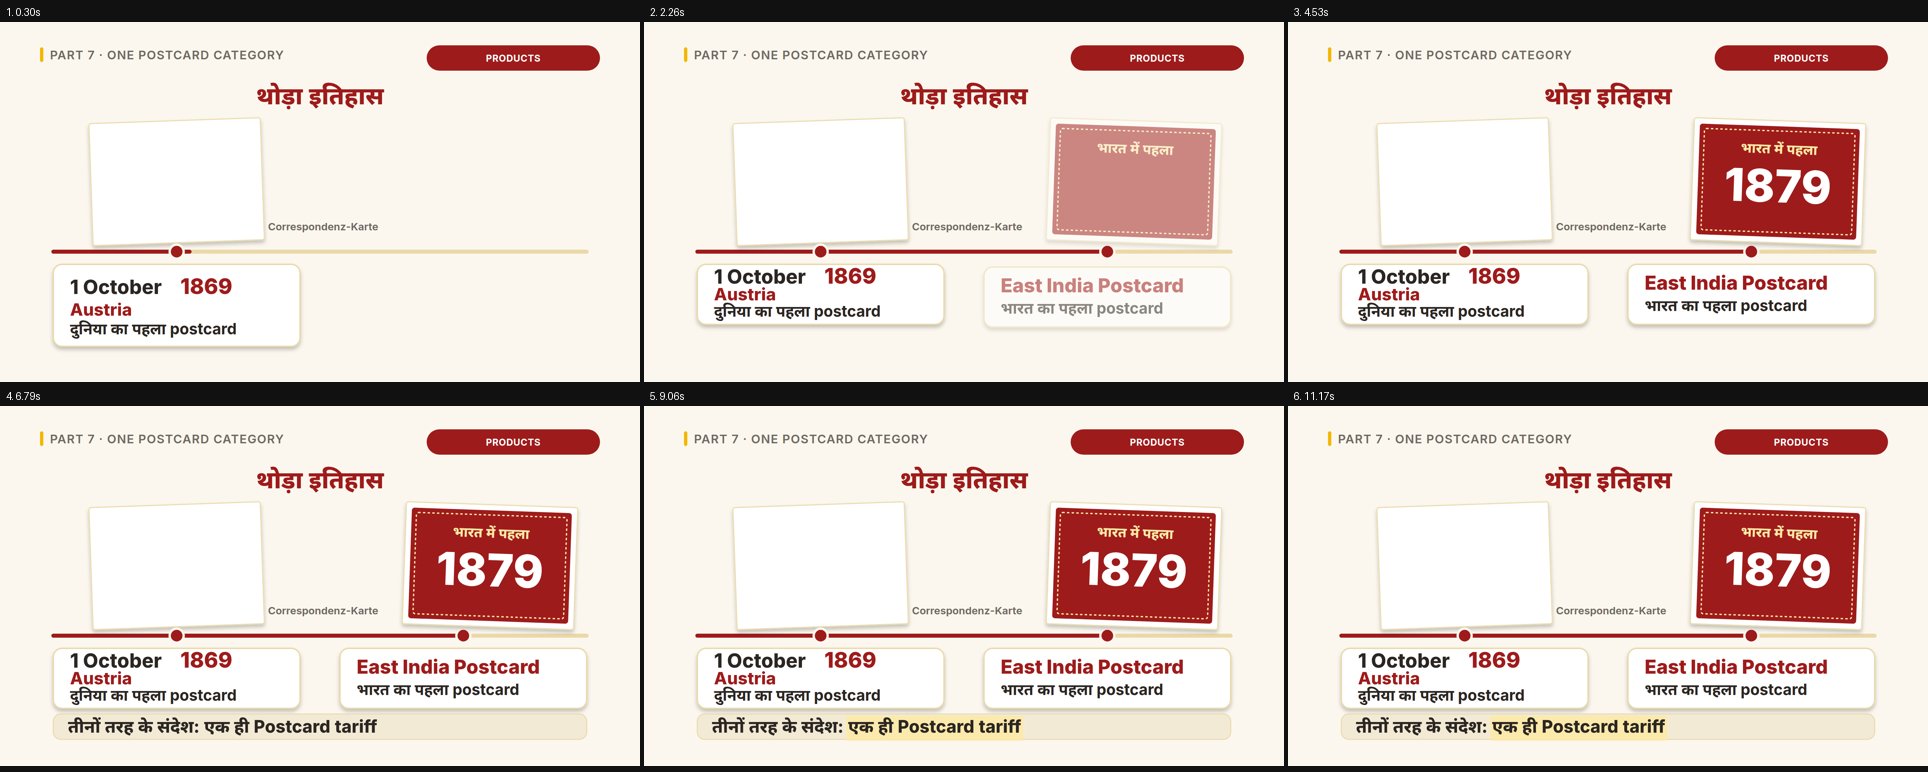 1. 0.30s
PART 7 · ONE POSTCARD CATEGORY
PRODUCTS
थोड़ा इतिहास
Correspondenz-Karte
1 October 1869
Austria
दुनिया का पहला postcard
2. 2.26s
PART 7 · ONE POSTCARD CATEGORY
PRODUCTS
थोड़ा इतिहास
भारत में पहला
Correspondenz-Karte
1 October 1869
Austria
दुनिया का पहला postcard
East India Postcard
भारत का पहला postcard
3. 4.53s
PART 7 · ONE POSTCARD CATEGORY
PRODUCTS
थोड़ा इतिहास
भारत में पहला
1879
Correspondenz-Karte
1 October 1869
Austria
दुनिया का पहला postcard
East India Postcard
भारत का पहला postcard
4. 6.79s
PART 7 · ONE POSTCARD CATEGORY
PRODUCTS
थोड़ा इतिहास
भारत में पहला
1879
Correspondenz-Karte
1 October 1869
Austria
दुनिया का पहला postcard
East India Postcard
भारत का पहला postcard
तीनों तरह के संदेश: एक ही Postcard tariff
5. 9.06s
PART 7 · ONE POSTCARD CATEGORY
PRODUCTS
थोड़ा इतिहास
भारत में पहला
1879
Correspondenz-Karte
1 October 1869
Austria
दुनिया का पहला postcard
East India Postcard
भारत का पहला postcard
तीनों तरह के संदेश: एक ही Postcard tariff
6. 11.17s
PART 7 · ONE POSTCARD CATEGORY
PRODUCTS
थोड़ा इतिहास
भारत में पहला
1879
Correspondenz-Karte
1 October 1869
Austria
दुनिया का पहला postcard
East India Postcard
भारत का पहला postcard
तीनों तरह के संदेश: एक ही Postcard tariff